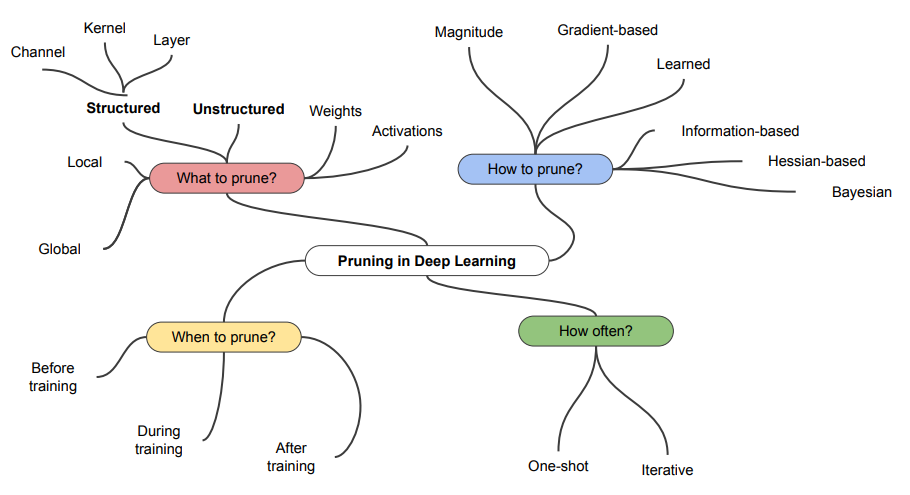 Kernel
Channel
Layer
Structured
Unstructured
Weights
Activations
Local
What to prune?
Global
Magnitude
Gradient-based
Learned
Information-based
How to prune?
Hessian-based
Bayesian
Pruning in Deep Learning
When to prune?
Before
training
During
training
After
training
How often?
One-shot
Iterative